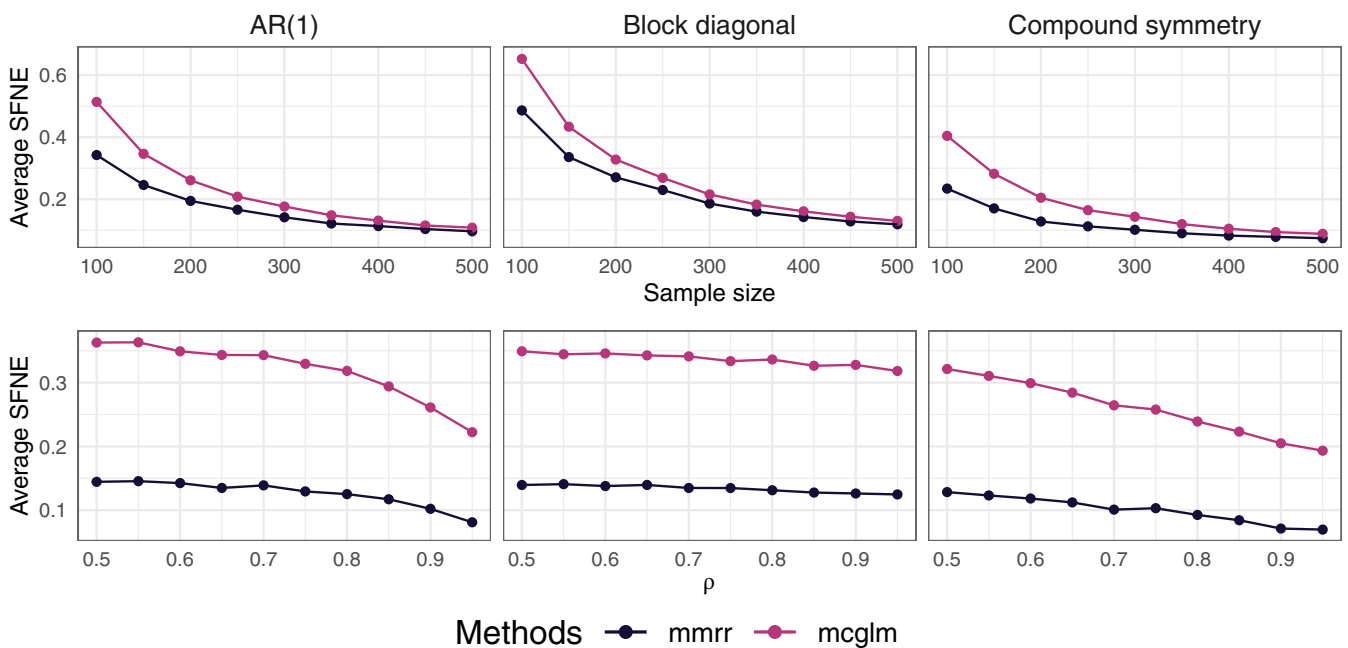 AR(1) Block diagonal Compound symmetry
Average SFNE
0.6
0.4
0.2
100 200 300 400 500 100 200 300 400 500 100 200 300 400 500
Sample size
Average SFNE
0.3
0.2
0.1
0.5 0.6 0.7 0.8 0.9 0.5 0.6 0.7 0.8 0.9 0.5 0.6 0.7 0.8 0.9
ρ
Methods mmrr mcglm